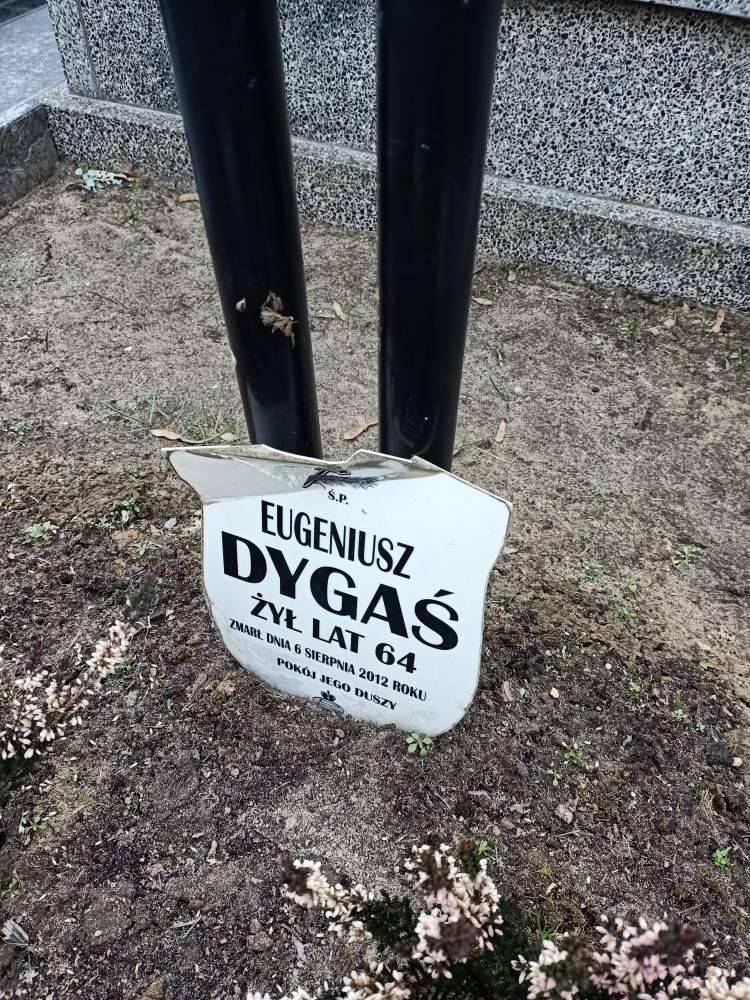 Ś.P.
EUGENIUSZ
DYGAŚ
ŻYŁ LAT 64
ZMARŁ DNIA 6 SIERPNIA 2012 ROKU
POKÓJ JEGO DUSZY